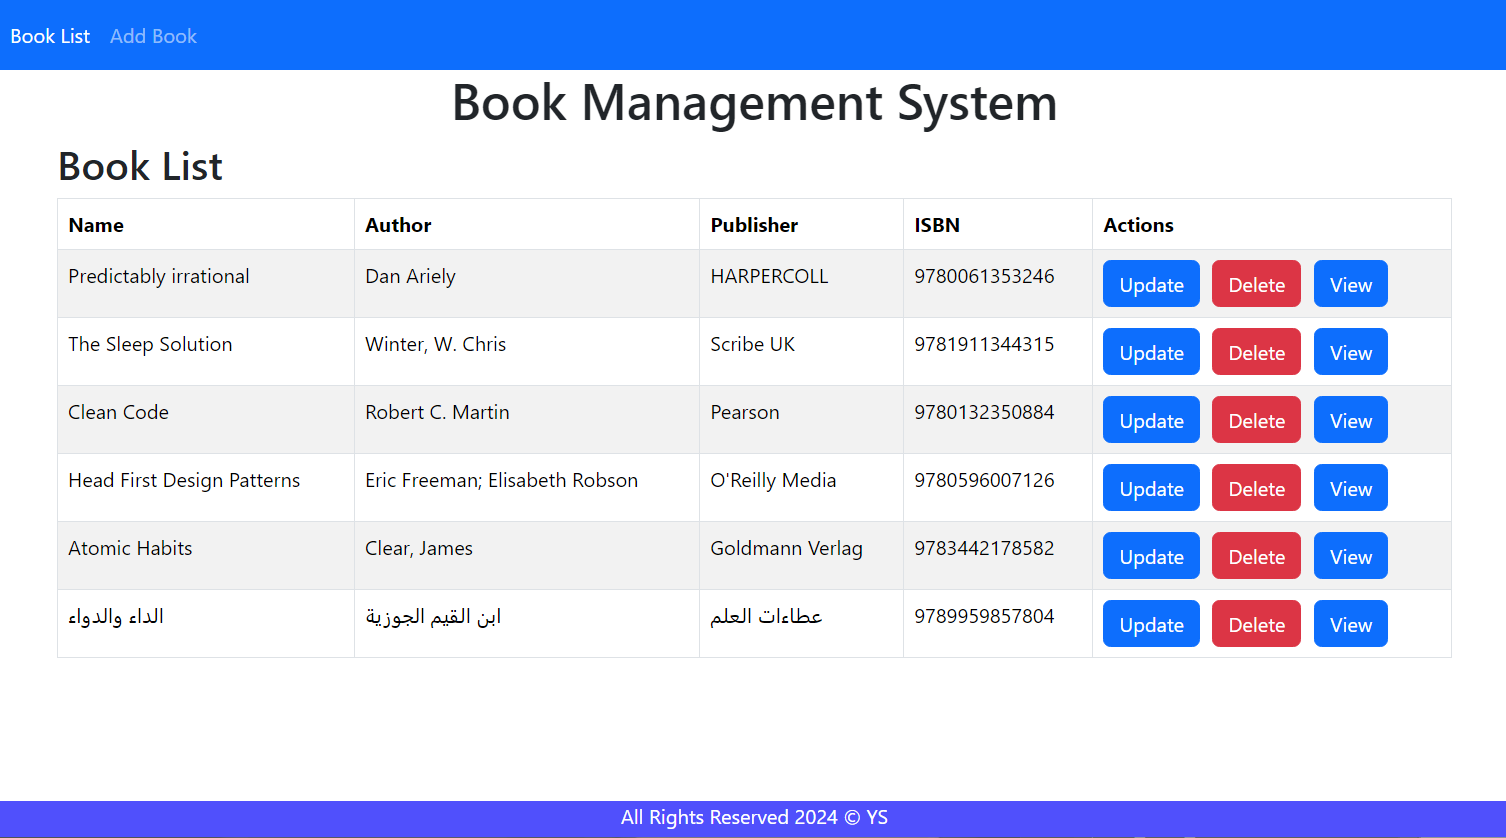 Book List Add Book
Book Management System
Book List
Name Author Publisher ISBN Actions
Predictably irrational Dan Ariely HARPERCOLL 9780061353246 Update Delete View
The Sleep Solution Winter, W. Chris Scribe UK 9781911344315 Update Delete View
Clean Code Robert C. Martin Pearson 9780132350884 Update Delete View
Head First Design Patterns Eric Freeman; Elisabeth Robson O'Reilly Media 9780596007126 Update Delete View
Atomic Habits Clear, James Goldmann Verlag 9783442178582 Update Delete View
الداء والدواء ابن القيم الجوزية عطاءات العلم 9789959857804 Update Delete View
All Rights Reserved 2024 © YS